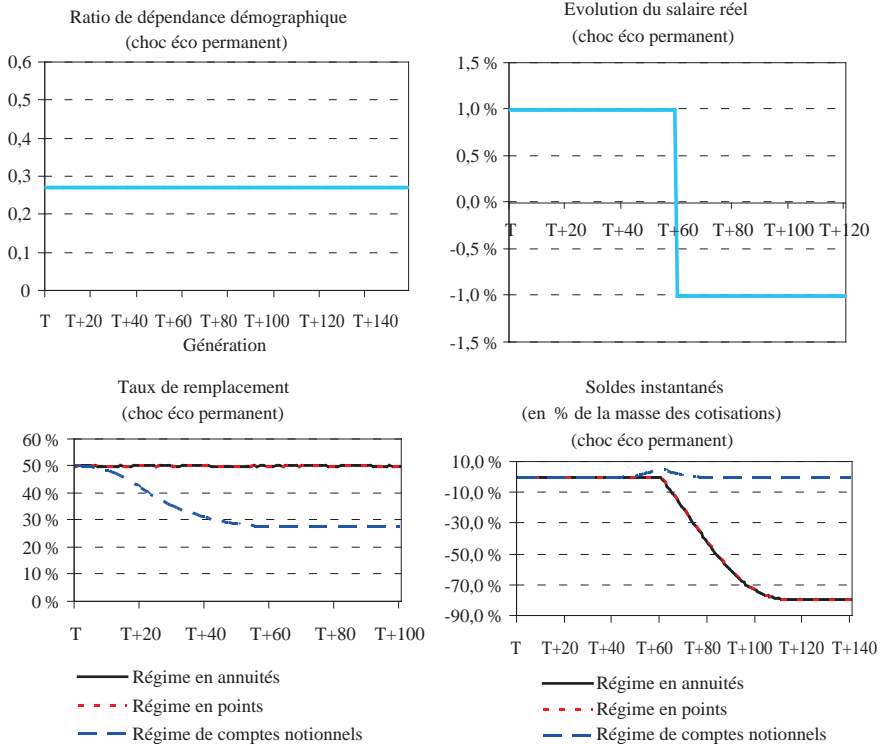 Ratio de dépendance démographique
(choc éco permanent)
0,6
0,5
0,4
0,3
0,2
0,1
0
T T+20 T+40 T+60 T+80 T+100 T+120 T+140
Génération
Evolution du salaire réel
(choc éco permanent)
1,5 %
1,0 %
0,5 %
0,0 %
-0,5 %
-1,0 %
-1,5 %
T T+20 T+40 T+60 T+80 T+100 T+120
Taux de remplacement
(choc éco permanent)
60 %
50 %
40 %
30 %
20 %
10 %
0 %
T T+20 T+40 T+60 T+80 T+100
Régime en annuités
Régime en points
Régime de comptes notionnels
Soldes instantanés
(en % de la masse des cotisations)
(choc éco permanent)
10,0 %
-10,0 %
-30,0 %
-50,0 %
-70,0 %
-90,0 %
T T+20 T+40 T+60 T+80 T+100 T+120 T+140
Régime en annuités
Régime en points
Régime de comptes notionnels